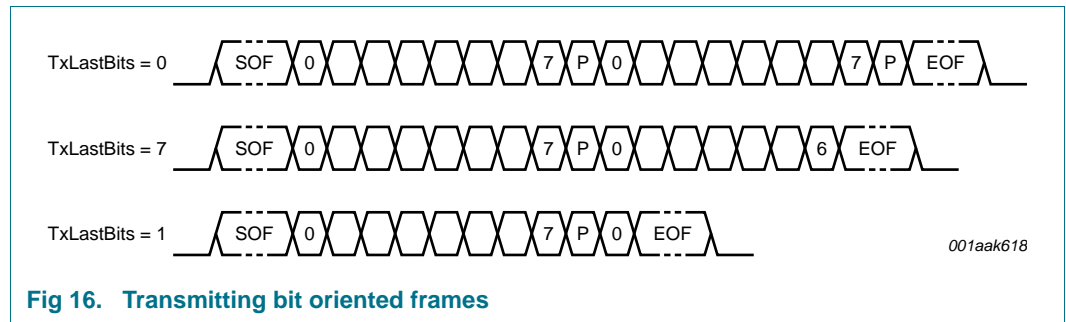 TxLastBits = 0 SOF 0 7 P 0 7 P EOF
TxLastBits = 7 SOF 0 7 P 0 6 EOF
TxLastBits = 1 SOF 0 7 P 0 EOF
001aak618
Fig 16. Transmitting bit oriented frames